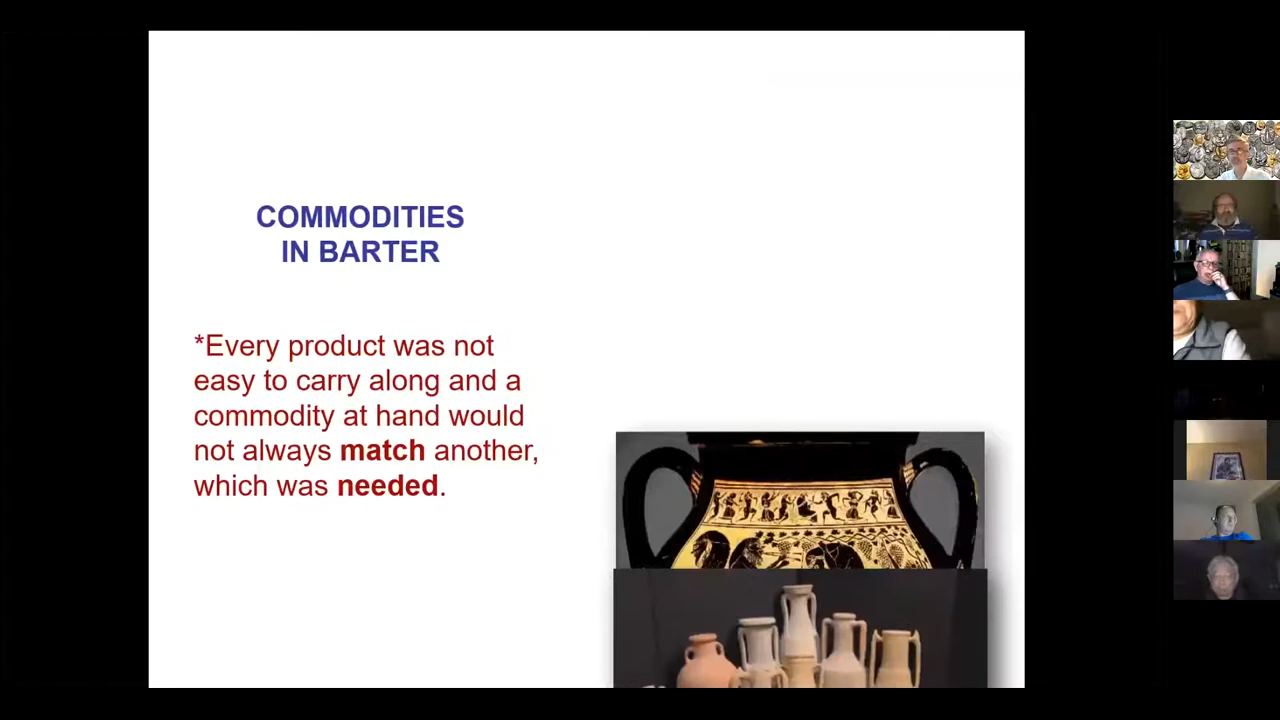 COMMODITIES
IN BARTER
*Every product was not
easy to carry along and a
commodity at hand would
not always match another,
which was needed.